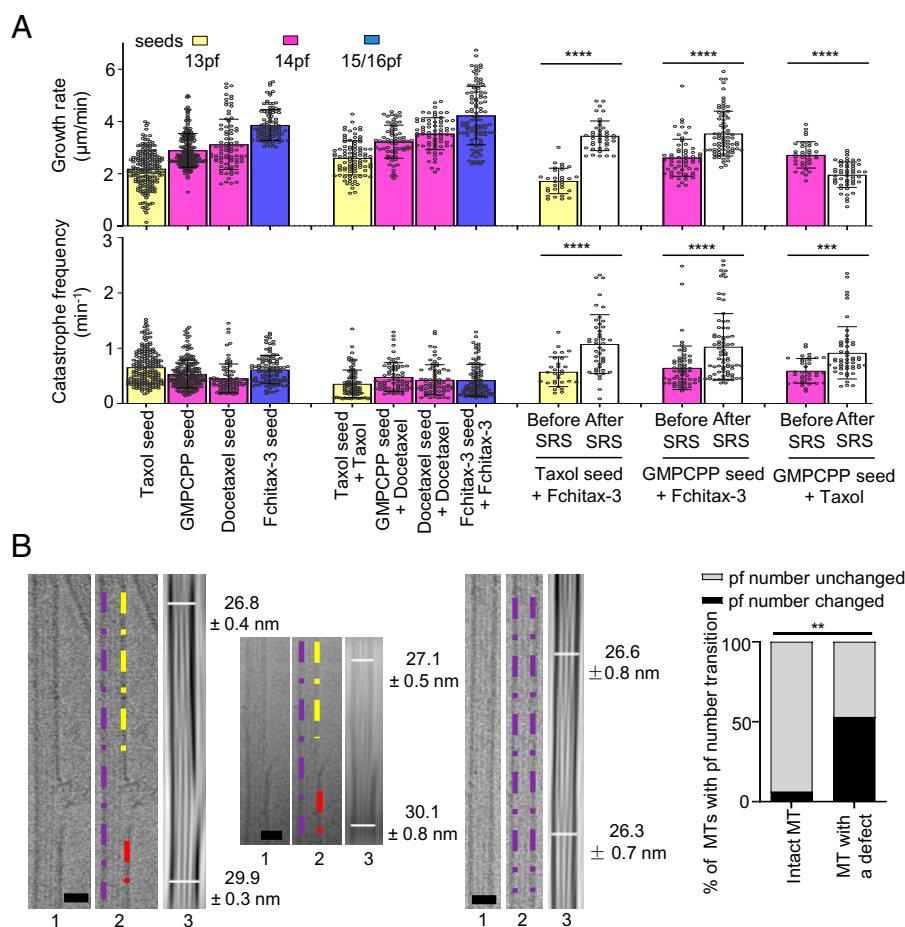 A
seeds
13pf 14pf 15/16pf
Growth rate
(μm/min)
6
4
2
0
**** **** ****
Catastrophe frequency
(min⁻¹)
3
2
1
0
**** **** ***
Taxol seed
GMPCPP seed
Docetaxel seed
Fchitax-3 seed
Taxol seed
+ Taxol
GMPCPP seed
+ Docetaxel
Docetaxel seed
+ Docetaxel
Fchitax-3 seed
+ Fchitax-3
Before After
SRS SRS
Taxol seed
+ Fchitax-3
Before After
SRS SRS
GMPCPP seed
+ Fchitax-3
Before After
SRS SRS
GMPCPP seed
+ Taxol
B
26.8
± 0.4 nm
29.9
± 0.3 nm
1 2 3
27.1
± 0.5 nm
30.1
± 0.8 nm
1 2 3
26.6
± 0.8 nm
26.3
± 0.7 nm
1 2 3
pf number unchanged
pf number changed
% of MTs with pf number transition
100
50
0
**
Intact MT
MT with
a defect